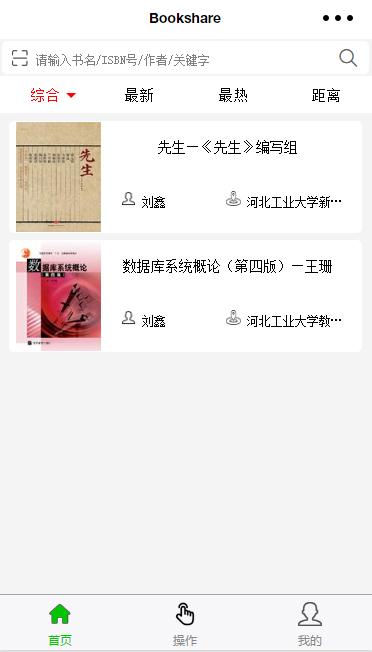 Bookshare
请输入书名/ISBN号/作者/关键字
综合 最新 最热 距离
先生
先生—《先生》编写组
刘鑫 河北工业大学新…
数据库系统概论
数据库系统概论（第四版）—王珊
刘鑫 河北工业大学教…
首页 操作 我的